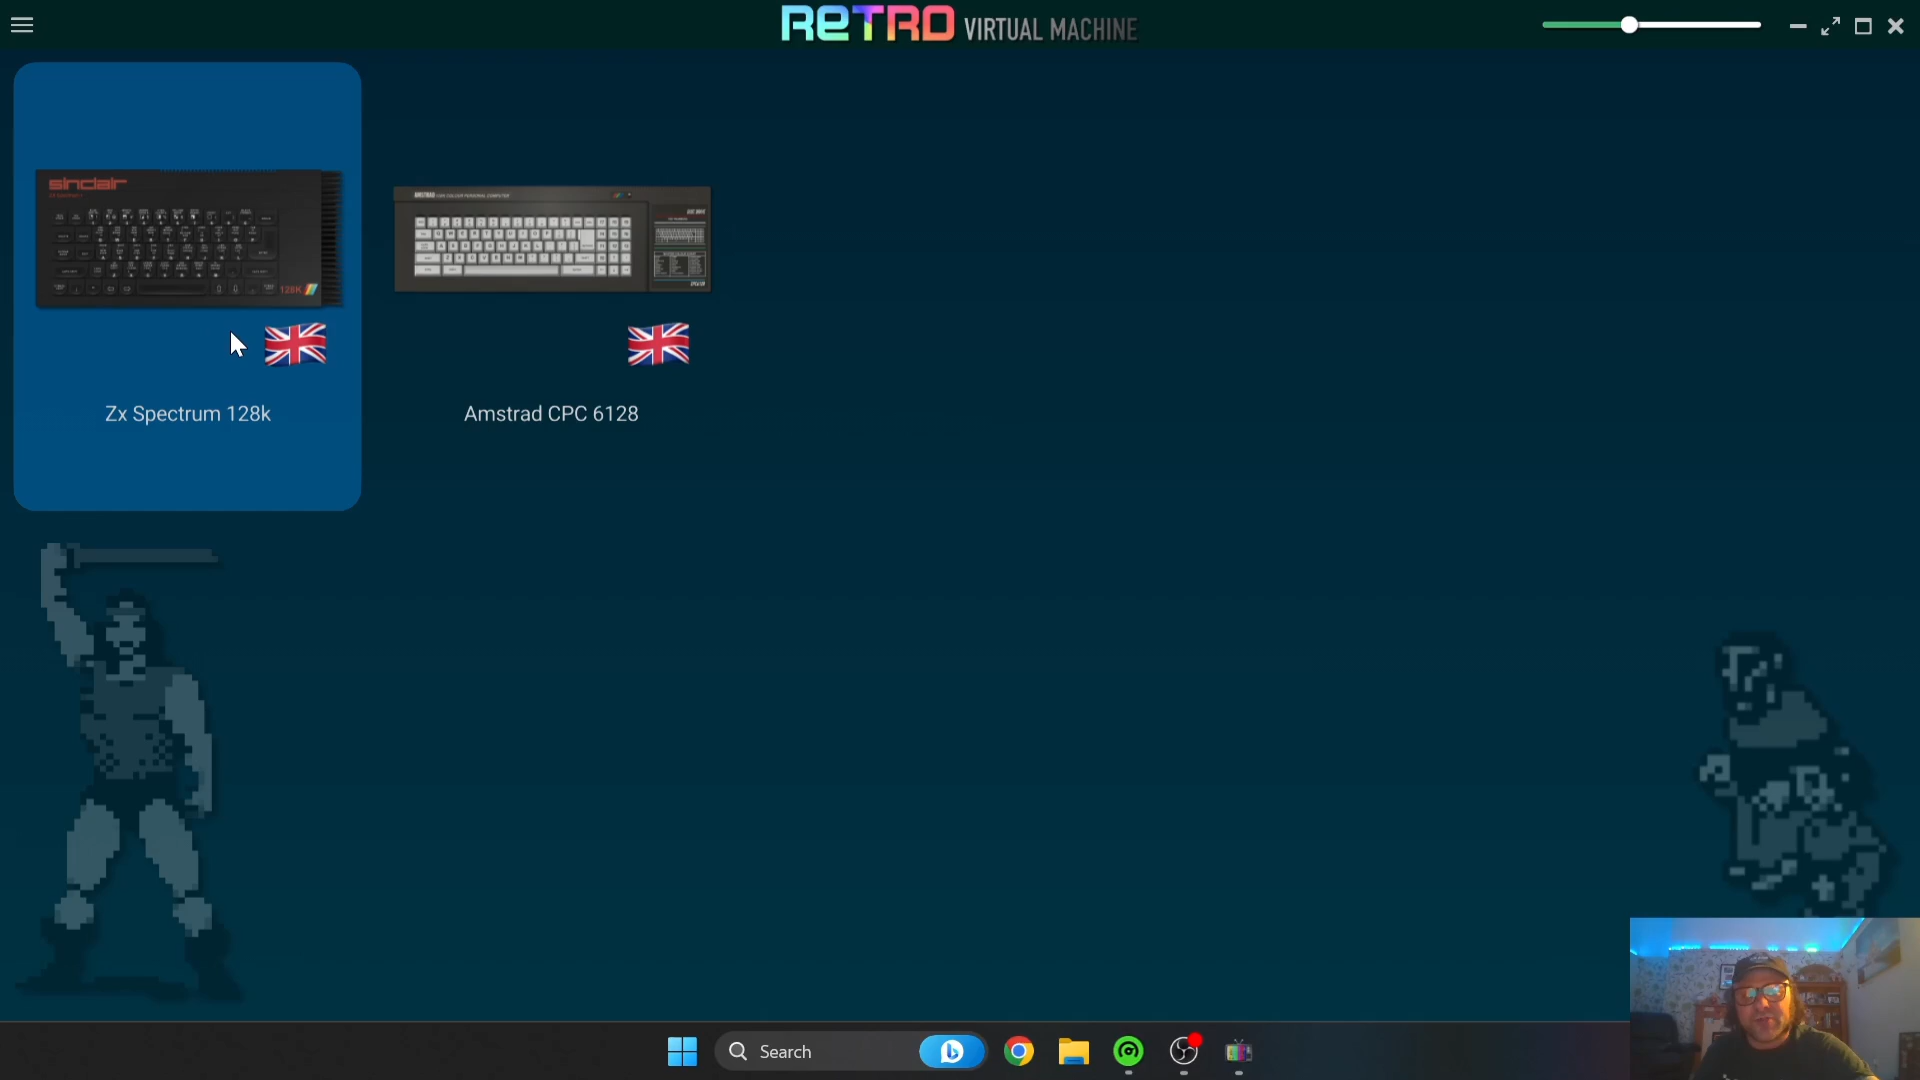 RETRO VIRTUAL MACHINE
sinclair
128K
AMSTRAD
Zx Spectrum 128k
Amstrad CPC 6128
Search